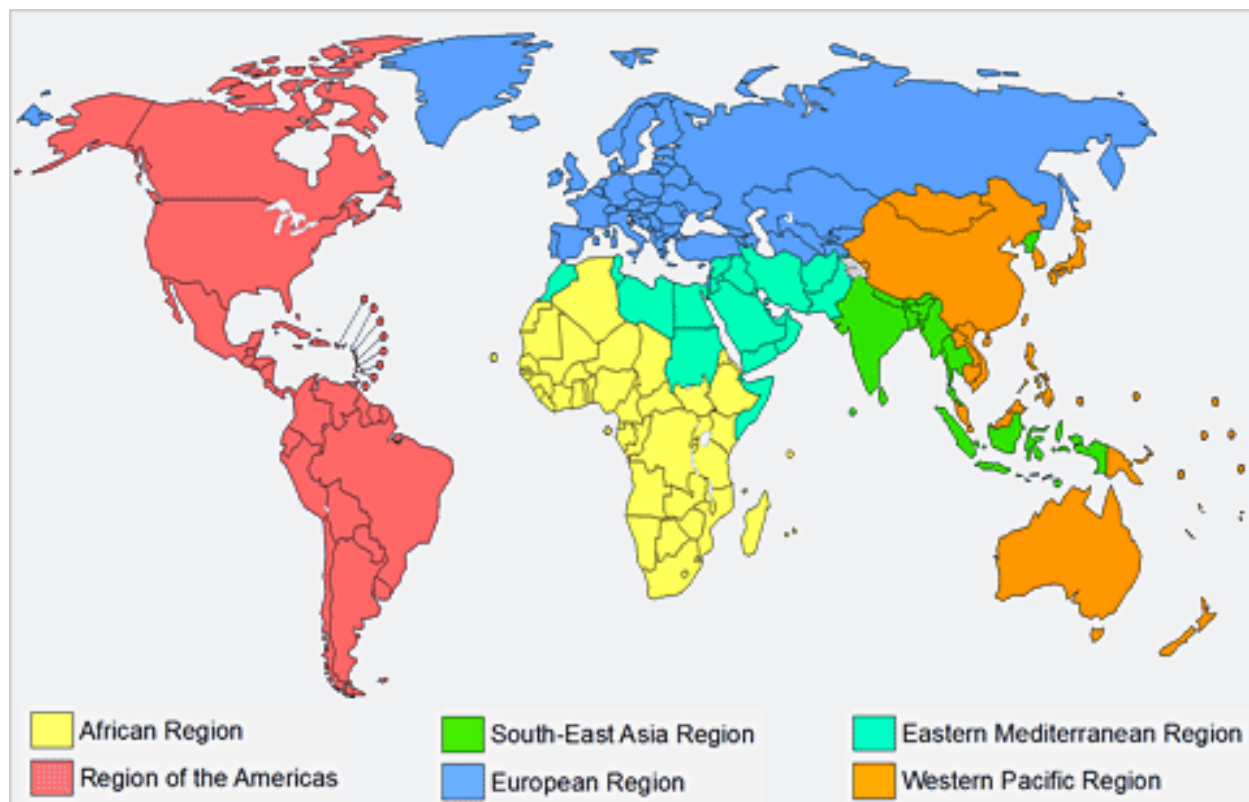 African Region
South-East Asia Region
Eastern Mediterranean Region
Region of the Americas
European Region
Western Pacific Region